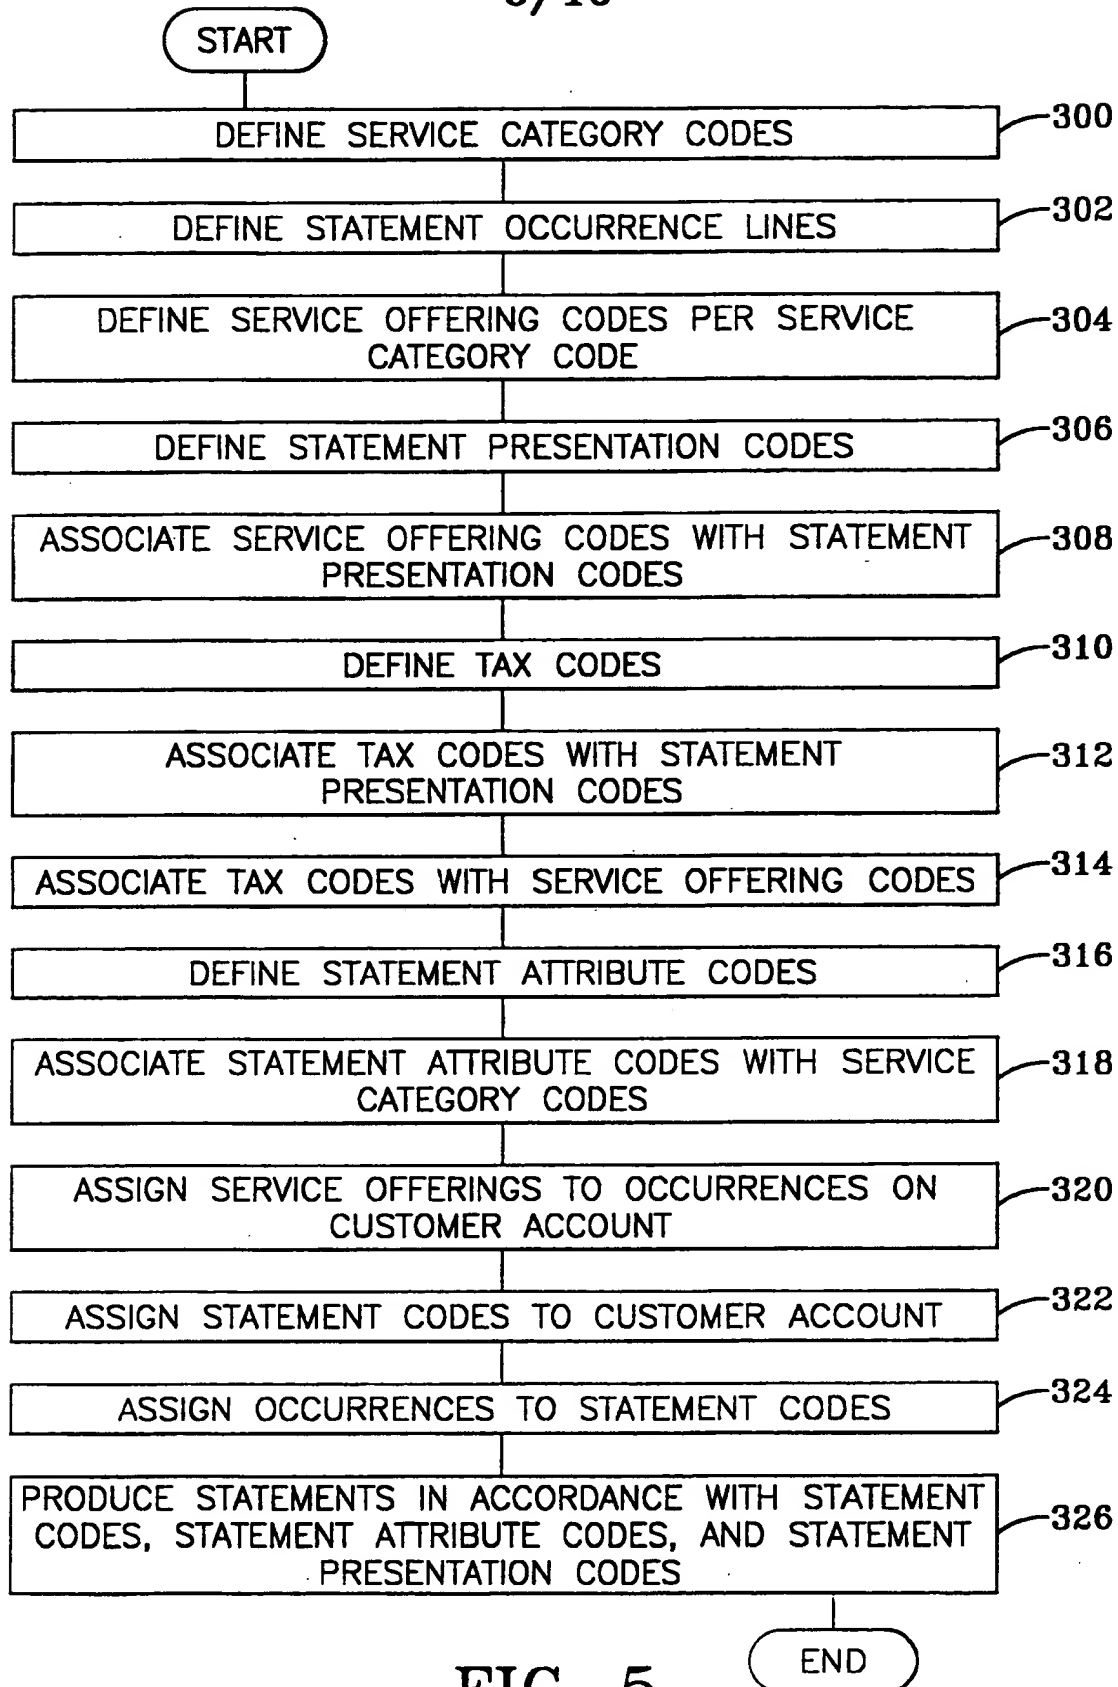 START
DEFINE SERVICE CATEGORY CODES
300
DEFINE STATEMENT OCCURRENCE LINES
302
DEFINE SERVICE OFFERING CODES PER SERVICE
CATEGORY CODE
304
DEFINE STATEMENT PRESENTATION CODES
306
ASSOCIATE SERVICE OFFERING CODES WITH STATEMENT
PRESENTATION CODES
308
DEFINE TAX CODES
310
ASSOCIATE TAX CODES WITH STATEMENT
PRESENTATION CODES
312
ASSOCIATE TAX CODES WITH SERVICE OFFERING CODES
314
DEFINE STATEMENT ATTRIBUTE CODES
316
ASSOCIATE STATEMENT ATTRIBUTE CODES WITH SERVICE
CATEGORY CODES
318
ASSIGN SERVICE OFFERINGS TO OCCURRENCES ON
CUSTOMER ACCOUNT
320
ASSIGN STATEMENT CODES TO CUSTOMER ACCOUNT
322
ASSIGN OCCURRENCES TO STATEMENT CODES
324
PRODUCE STATEMENTS IN ACCORDANCE WITH STATEMENT
CODES, STATEMENT ATTRIBUTE CODES, AND STATEMENT
PRESENTATION CODES
326
END
FIG. 5